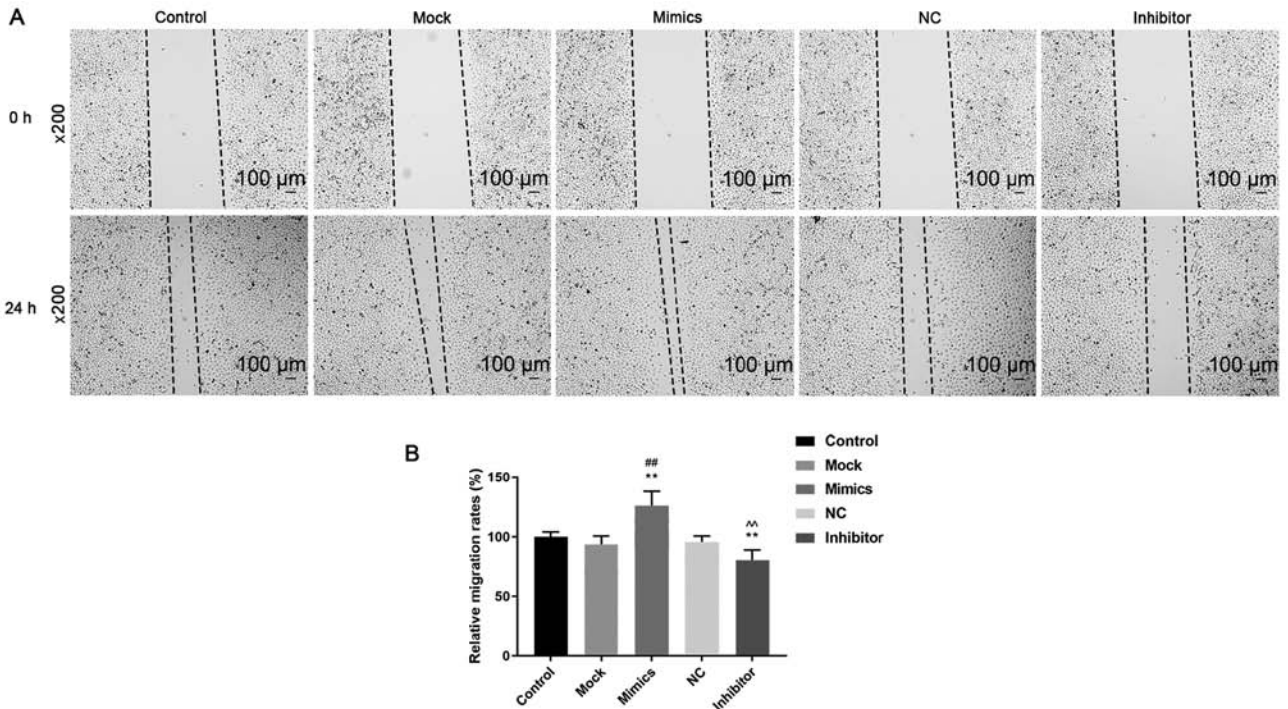 A
Control Mock Mimics NC Inhibitor
0 h
x200
100 µm 100 µm 100 µm 100 µm 100 µm
24 h
x200
100 µm 100 µm 100 µm 100 µm 100 µm
B
Control
Mock
Mimics
NC
Inhibitor
Relative migration rates (%)
150
100
50
0
##
**
^^
**
Control Mock Mimics NC Inhibitor